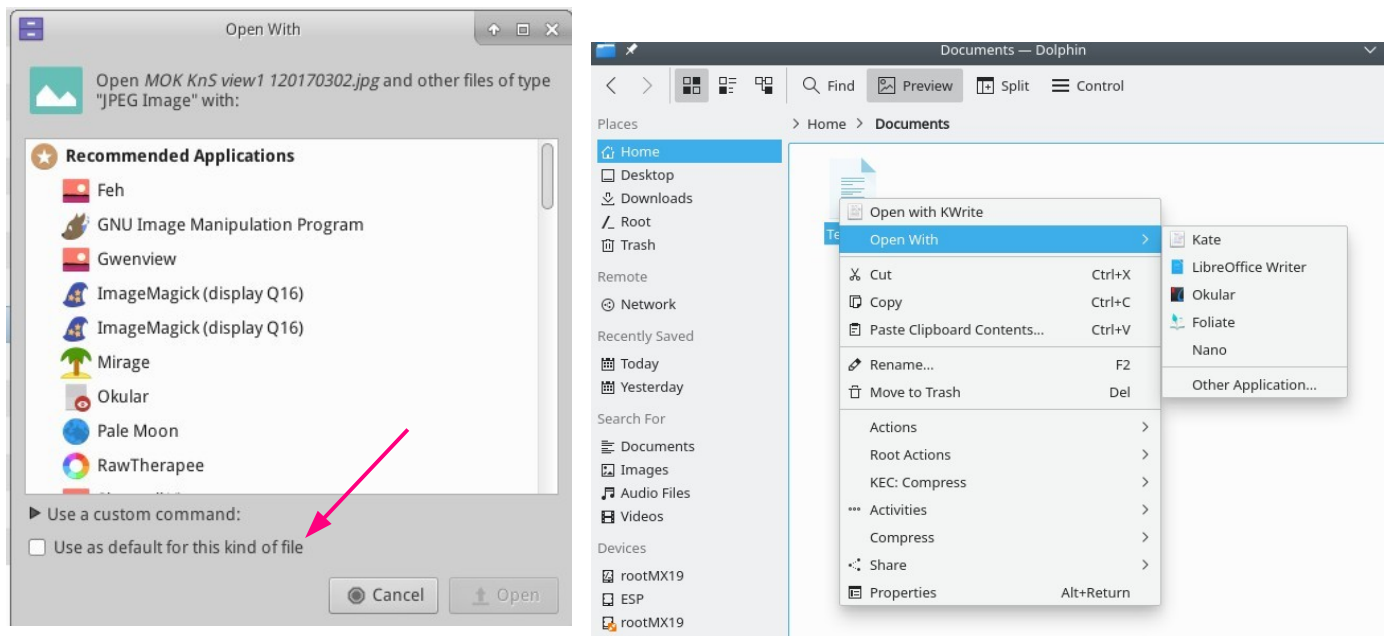 Open With
Open MOK KnS view1 120170302.jpg and other files of type
"JPEG Image" with:
Recommended Applications
Feh
GNU Image Manipulation Program
Gwenview
ImageMagick (display Q16)
ImageMagick (display Q16)
Mirage
Okular
Pale Moon
RawTherapee
Use a custom command:
Use as default for this kind of file
Cancel
Open
Documents — Dolphin
Find
Preview
Split
Control
Places
Home
Desktop
Downloads
Root
Trash
Remote
Network
Recently Saved
Today
Yesterday
Search For
Documents
Images
Audio Files
Videos
Devices
rootMX19
ESP
rootMX19
> Home > Documents
Te
Open with KWrite
Open With
Cut Ctrl+X
Copy Ctrl+C
Paste Clipboard Contents... Ctrl+V
Rename... F2
Move to Trash Del
Actions
Root Actions
KEC: Compress
Activities
Compress
Share
Properties Alt+Return
Kate
LibreOffice Writer
Okular
Foliate
Nano
Other Application...